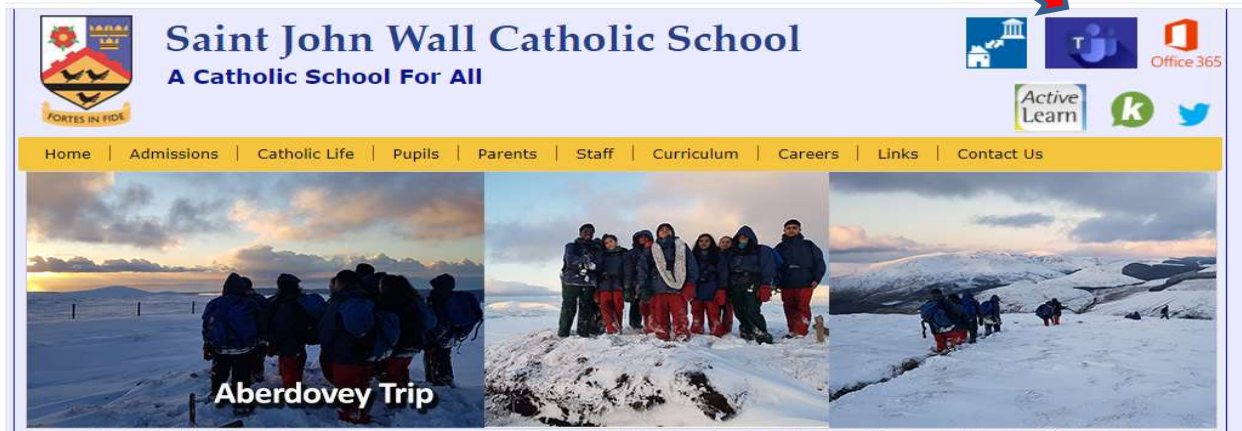 Saint John Wall Catholic School
A Catholic School For All
FORTES IN FIDE
T
Office 365
Active
Learn
k
Home | Admissions | Catholic Life | Pupils | Parents | Staff | Curriculum | Careers | Links | Contact Us
Aberdovey Trip